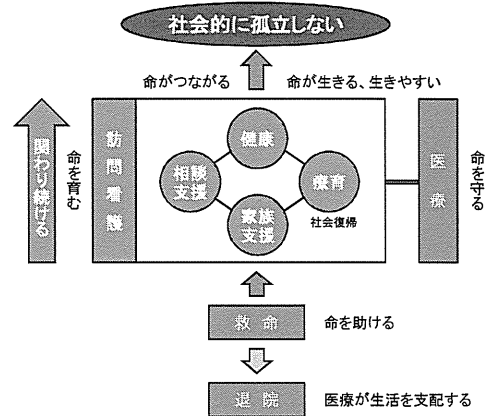 社会的に孤立しない
命がつながる
命が生きる、生きやすい
関わり続ける
命を育む
訪問看護
健康
相談
支援
療育
家族
支援
社会復帰
医療
命を守る
救命
命を助ける
退院
医療が生活を支配する